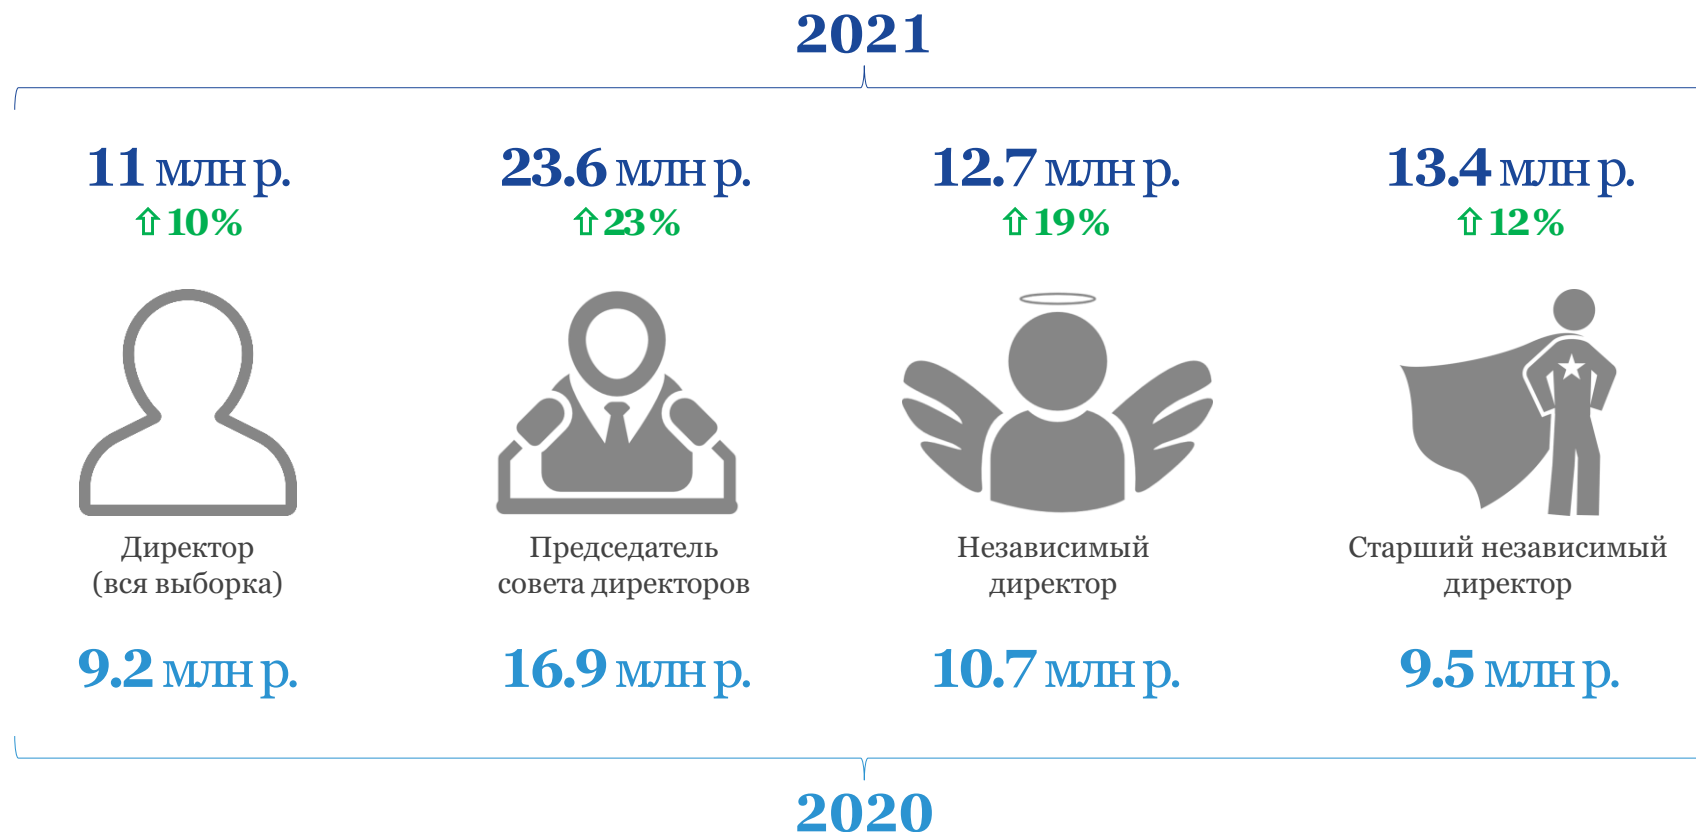 2021
11 млн р.
23.6 млн р.
12.7 млн р.
13.4 млн р.
⇧10%
⇧23%
⇧19%
⇧12%
Директор
(вся выборка)
Председатель
совета директоров
Независимый
директор
Старший независимый
директор
9.2 млн р.
16.9 млн р.
10.7 млн р.
9.5 млн р.
2020